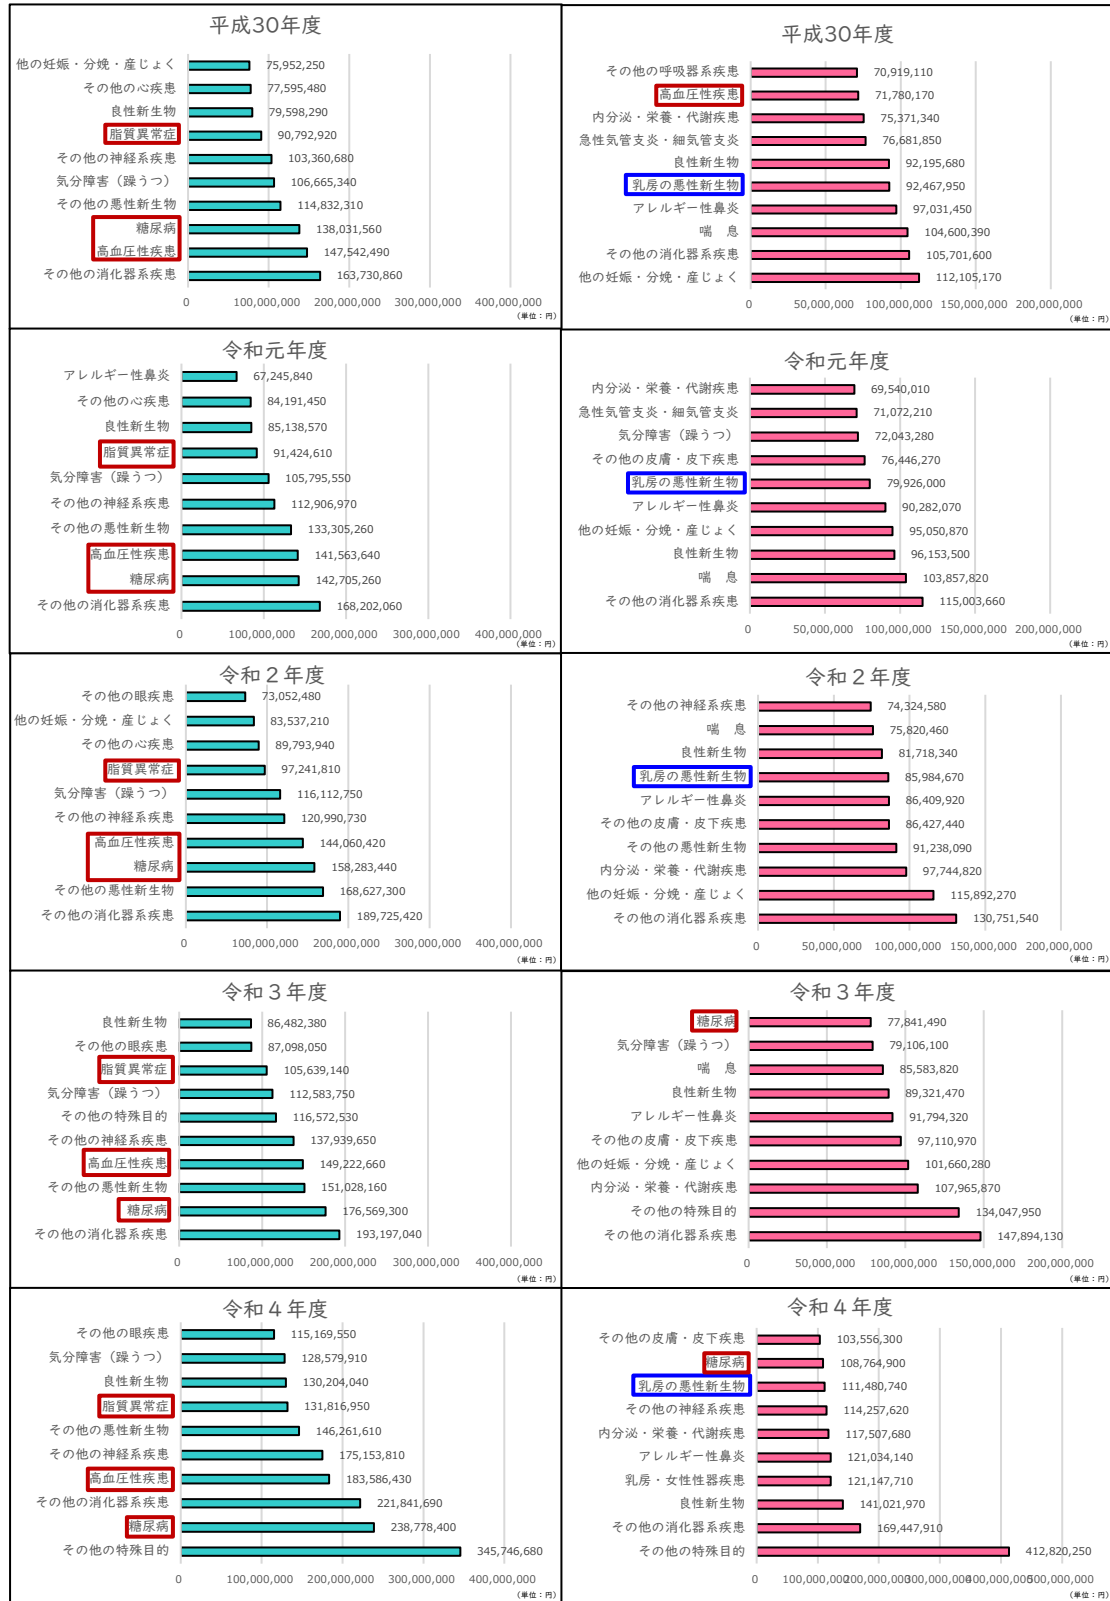 平成30年度
他の妊娠・分娩・産じょく 75,952,250
その他の心疾患 77,595,480
良性新生物 79,598,290
脂質異常症 90,792,920
その他の神経系疾患 103,360,680
気分障害（躁うつ） 106,665,340
その他の悪性新生物 114,832,310
糖尿病 138,031,560
高血圧性疾患 147,542,490
その他の消化器系疾患 163,730,860
0 100,000,000 200,000,000 300,000,000 400,000,000
（単位：円）
平成30年度
その他の呼吸器系疾患 70,919,110
高血圧性疾患 71,780,170
内分泌・栄養・代謝疾患 75,371,340
急性気管支炎・細気管支炎 76,681,850
良性新生物 92,195,680
乳房の悪性新生物 92,467,950
アレルギー性鼻炎 97,031,450
喘　息 104,600,390
その他の消化器系疾患 105,701,600
他の妊娠・分娩・産じょく 112,105,170
0 50,000,000 100,000,000 150,000,000 200,000,000
（単位：円）
令和元年度
アレルギー性鼻炎 67,245,840
その他の心疾患 84,191,450
良性新生物 85,138,570
脂質異常症 91,424,610
気分障害（躁うつ） 105,795,550
その他の神経系疾患 112,906,970
その他の悪性新生物 133,305,260
高血圧性疾患 141,563,640
糖尿病 142,705,260
その他の消化器系疾患 168,202,060
0 100,000,000 200,000,000 300,000,000 400,000,000
（単位：円）
令和元年度
内分泌・栄養・代謝疾患 69,540,010
急性気管支炎・細気管支炎 71,072,210
気分障害（躁うつ） 72,043,280
その他の皮膚・皮下疾患 76,446,270
乳房の悪性新生物 79,926,000
アレルギー性鼻炎 90,282,070
他の妊娠・分娩・産じょく 95,050,870
良性新生物 96,153,500
喘　息 103,857,820
その他の消化器系疾患 115,003,660
0 50,000,000 100,000,000 150,000,000 200,000,000
（単位：円）
令和２年度
その他の眼疾患 73,052,480
他の妊娠・分娩・産じょく 83,537,210
その他の心疾患 89,793,940
脂質異常症 97,241,810
気分障害（躁うつ） 116,112,750
その他の神経系疾患 120,990,730
高血圧性疾患 144,060,420
糖尿病 158,283,440
その他の悪性新生物 168,627,300
その他の消化器系疾患 189,725,420
0 100,000,000 200,000,000 300,000,000 400,000,000
（単位：円）
令和２年度
その他の神経系疾患 74,324,580
喘　息 75,820,460
良性新生物 81,718,340
乳房の悪性新生物 85,984,670
アレルギー性鼻炎 86,409,920
その他の皮膚・皮下疾患 86,427,440
その他の悪性新生物 91,238,090
内分泌・栄養・代謝疾患 97,744,820
他の妊娠・分娩・産じょく 115,892,270
その他の消化器系疾患 130,751,540
0 50,000,000 100,000,000 150,000,000 200,000,000
（単位：円）
令和３年度
良性新生物 86,482,380
その他の眼疾患 87,098,050
脂質異常症 105,639,140
気分障害（躁うつ） 112,583,750
その他の特殊目的 116,572,530
その他の神経系疾患 137,939,650
高血圧性疾患 149,222,660
その他の悪性新生物 151,028,160
糖尿病 176,569,300
その他の消化器系疾患 193,197,040
0 100,000,000 200,000,000 300,000,000 400,000,000
（単位：円）
令和３年度
糖尿病 77,841,490
気分障害（躁うつ） 79,106,100
喘　息 85,583,820
良性新生物 89,321,470
アレルギー性鼻炎 91,794,320
その他の皮膚・皮下疾患 97,110,970
他の妊娠・分娩・産じょく 101,660,280
内分泌・栄養・代謝疾患 107,965,870
その他の特殊目的 134,047,950
その他の消化器系疾患 147,894,130
0 50,000,000 100,000,000 150,000,000 200,000,000
（単位：円）
令和４年度
その他の眼疾患 115,169,550
気分障害（躁うつ） 128,579,910
良性新生物 130,204,040
脂質異常症 131,816,950
その他の悪性新生物 146,261,610
その他の神経系疾患 175,153,810
高血圧性疾患 183,586,430
その他の消化器系疾患 221,841,690
糖尿病 238,778,400
その他の特殊目的 345,746,680
0 100,000,000 200,000,000 300,000,000 400,000,000
（単位：円）
令和４年度
その他の皮膚・皮下疾患 103,556,300
糖尿病 108,764,900
乳房の悪性新生物 111,480,740
その他の神経系疾患 114,257,620
内分泌・栄養・代謝疾患 117,507,680
アレルギー性鼻炎 121,034,140
乳房・女性性器疾患 121,147,710
良性新生物 141,021,970
その他の消化器系疾患 169,447,910
その他の特殊目的 412,820,250
0 100,000,000 200,000,000 300,000,000 400,000,000 500,000,000
（単位：円）